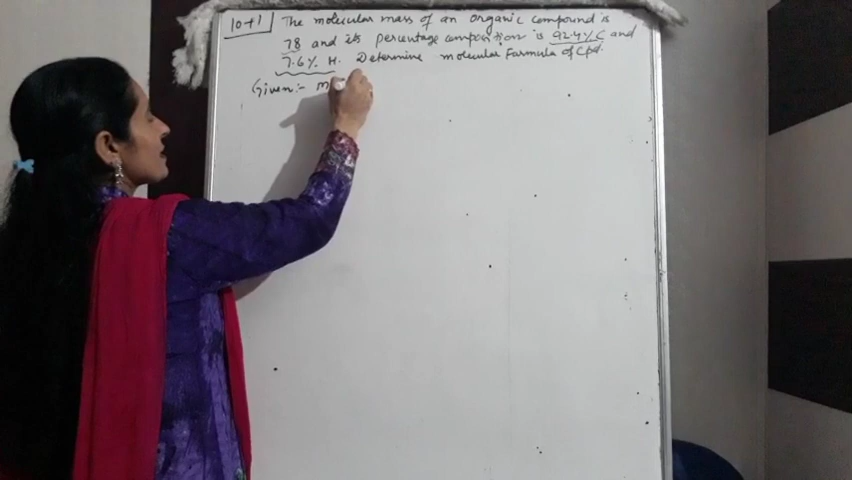 10+1 The molecular mass of an organic compound is
78 and its percentage composition is 92.4% C and
7.6% H. Determine molecular Formula of Cpd.
Given:- m